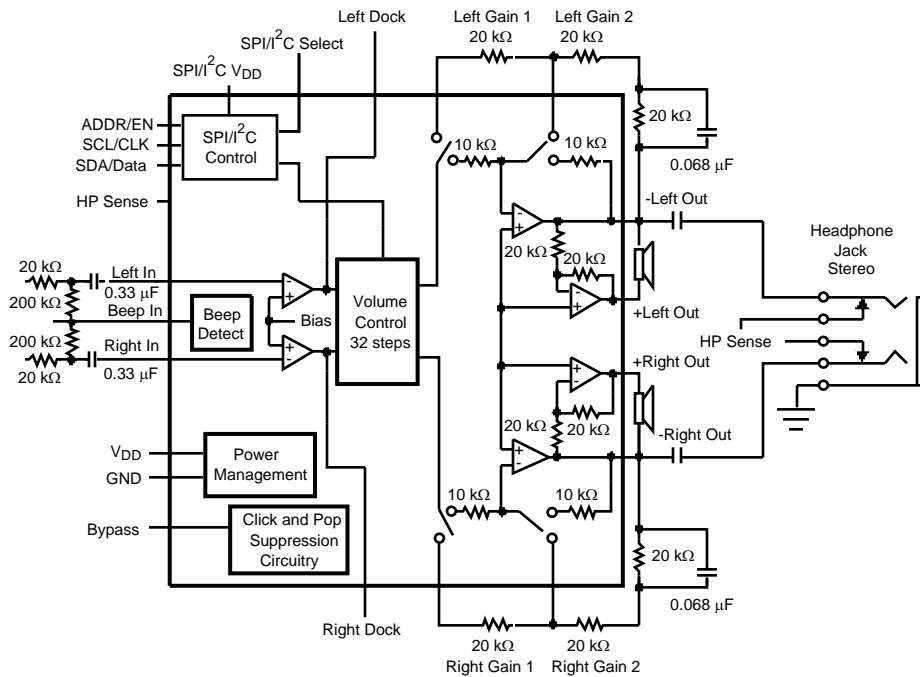 Left Dock
Left Gain 1
Left Gain 2
20 kΩ
20 kΩ
SPI/I²C Select
SPI/I²C VDD
ADDR/EN
SCL/CLK
SDA/Data
SPI/I²C
Control
20 kΩ
0.068 µF
10 kΩ
10 kΩ
HP Sense
-Left Out
Headphone
Jack
Stereo
-
+
20 kΩ
20 kΩ
20 kΩ
Left In
0.33 µF
200 kΩ
Beep In
Beep
Detect
-
+
Bias
Volume
Control
32 steps
-
+
+Left Out
HP Sense
200 kΩ
Right In
20 kΩ
0.33 µF
+
-
+
-
+Right Out
20 kΩ
20 kΩ
-Right Out
+
-
VDD
GND
Power
Management
Bypass
Click and Pop
Suppression
Circuitry
10 kΩ
10 kΩ
20 kΩ
0.068 µF
Right Dock
20 kΩ
20 kΩ
Right Gain 1
Right Gain 2